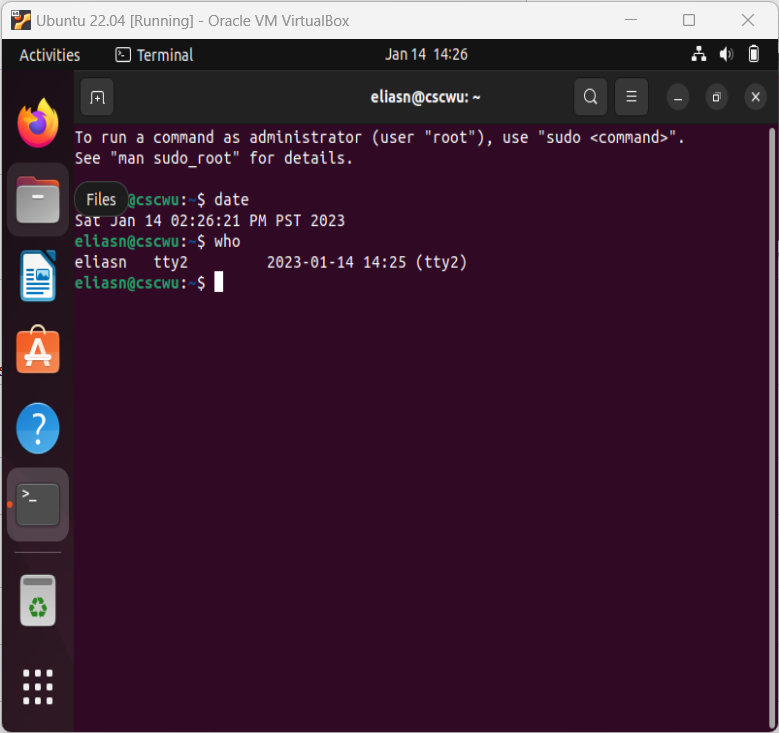 Ubuntu 22.04 [Running] - Oracle VM VirtualBox
Activities Terminal Jan 14 14:26
eliasn@cscwu: ~
To run a command as administrator (user "root"), use "sudo <command>".
See "man sudo_root" for details.
Files @cscwu:~$ date
Sat Jan 14 02:26:21 PM PST 2023
eliasn@cscwu:~$ who
eliasn   tty2         2023-01-14 14:25 (tty2)
eliasn@cscwu:~$